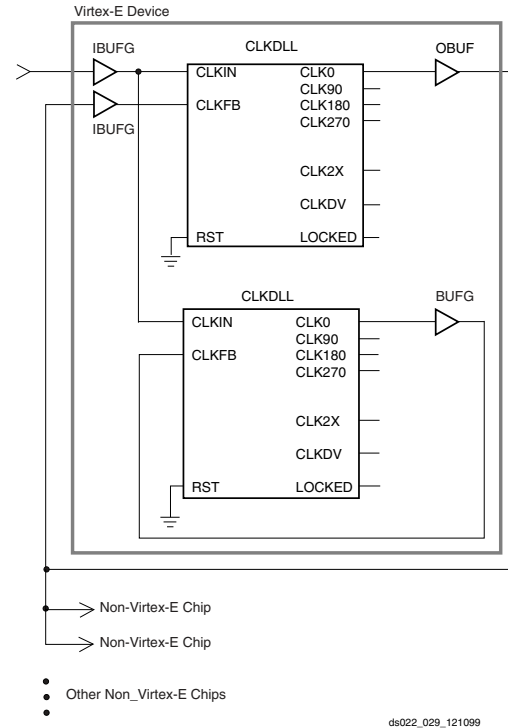 Virtex-E Device
IBUFG
CLKDLL
OBUF
CLKIN
CLK0
CLK90
CLKFB
CLK180
CLK270
IBUFG
CLK2X
CLKDV
RST
LOCKED
CLKDLL
BUFG
CLKIN
CLK0
CLK90
CLKFB
CLK180
CLK270
CLK2X
CLKDV
RST
LOCKED
Non-Virtex-E Chip
Non-Virtex-E Chip
Other Non_Virtex-E Chips
ds022_029_121099